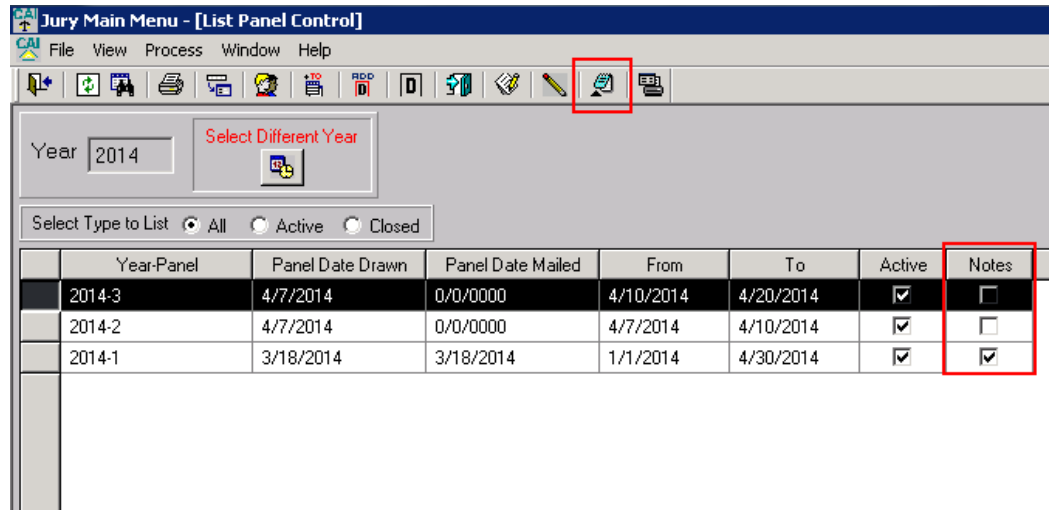 CAI Jury Main Menu - [List Panel Control]
CAI File View Process Window Help
TO ADD D D
Year 2014 Select Different Year
Select Type to List All Active Closed
Year-Panel Panel Date Drawn Panel Date Mailed From To Active Notes
2014-3 4/7/2014 0/0/0000 4/10/2014 4/20/2014
2014-2 4/7/2014 0/0/0000 4/7/2014 4/10/2014
2014-1 3/18/2014 3/18/2014 1/1/2014 4/30/2014